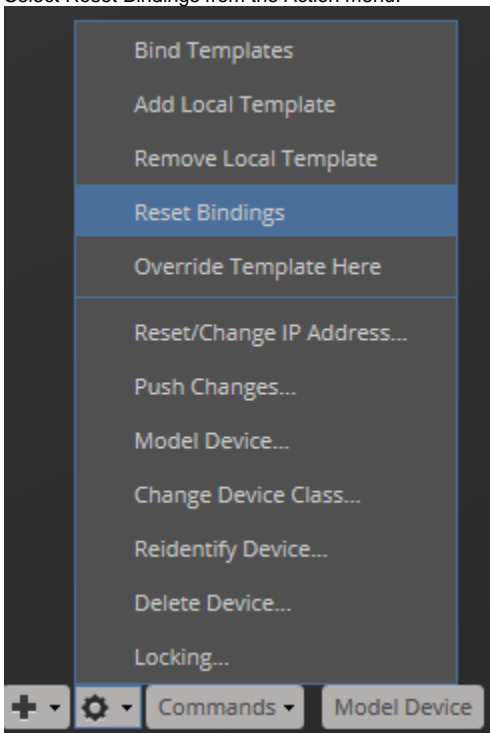 Select Reset Bindings from the Action menu.
Bind Templates
Add Local Template
Remove Local Template
Reset Bindings
Override Template Here
Reset/Change IP Address...
Push Changes...
Model Device...
Change Device Class...
Reidentify Device...
Delete Device...
Locking...
Commands
Model Device